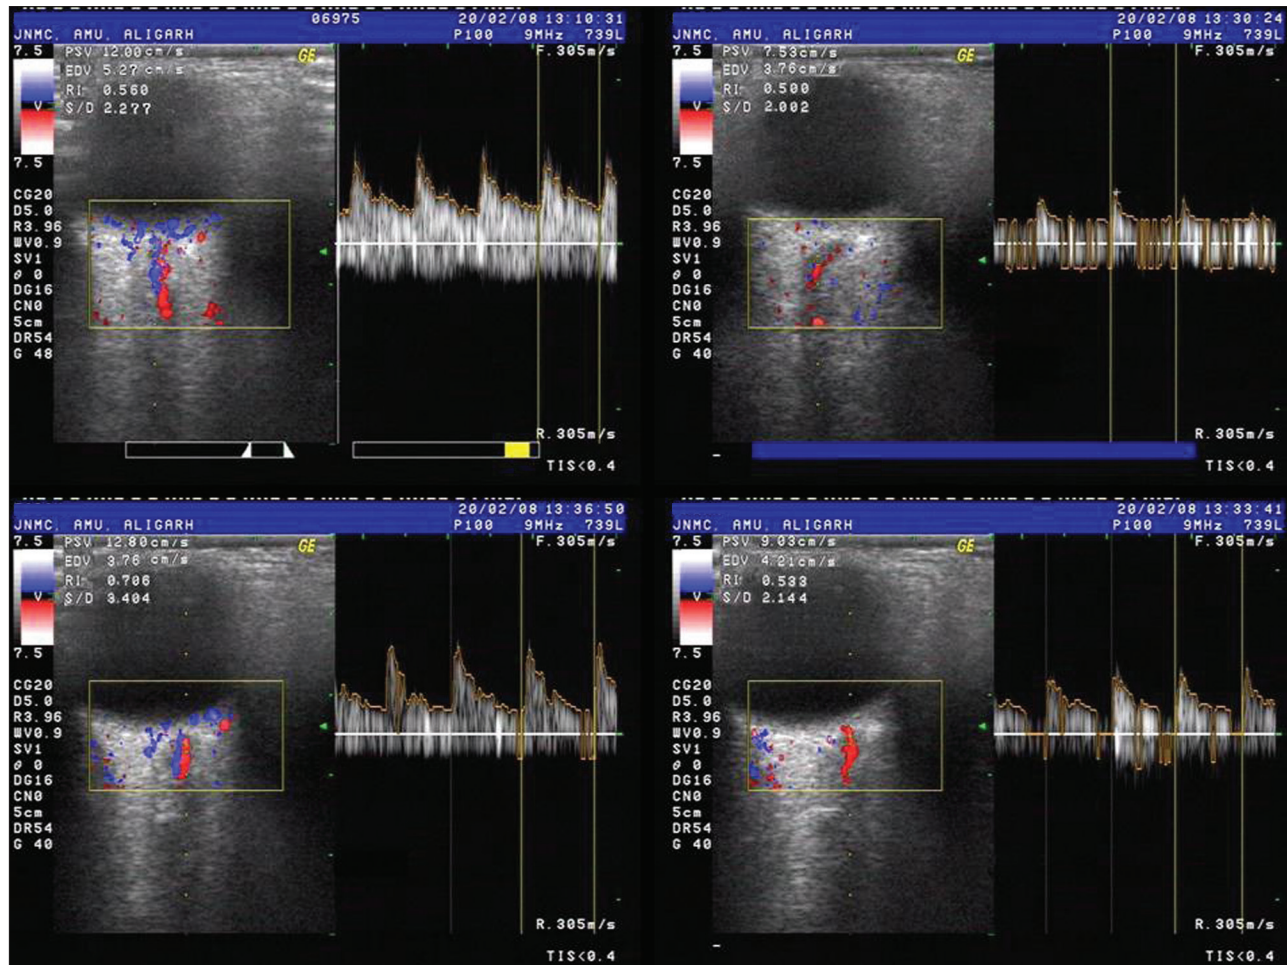 06975 20/02/08 13:10:31
JNMC, AMU, ALIGARH P100 9MHz 739L
7.5 PSV 12.00cm/s GE F.305m/s
EDV 5.27 cm/s
RI 0.560
V S/D 2.277
7.5
CG20
D5.0
R3.96
WV0.9
SV1
θ 0
DG16
CN0
5cm
DR54
G 48
R.305m/s
TIS<0.4
20/02/08 13:30:24
JNMC, AMU, ALIGARH P100 9MHz 739L
7.5 PSV 7.53cm/s GE F.305m/s
EDV 3.76cm/s
RI 0.500
V S/D 2.002
7.5
CG20
D5.0
R3.96
WV0.9
SV1
θ 0
DG16
CN0
5cm
DR54
G 40
R.305m/s
TIS<0.4
20/02/08 13:36:50
JNMC, AMU, ALIGARH P100 9MHz 739L
7.5 PSV 12.80cm/s GE F.305m/s
EDV 3.76 cm/s
RI 0.706
V S/D 3.404
7.5
CG20
D5.0
R3.96
WV0.9
SV1
θ 0
DG16
CN0
5cm
DR54
G 40
R.305m/s
TIS<0.4
20/02/08 13:33:41
JNMC, AMU, ALIGARH P100 9MHz 739L
7.5 PSV 9.03cm/s GE F.305m/s
EDV 4.21cm/s
RI 0.533
V S/D 2.144
7.5
CG20
D5.0
R3.96
WV0.9
SV1
θ 0
DG16
CN0
5cm
DR54
G 40
R.305m/s
TIS<0.4